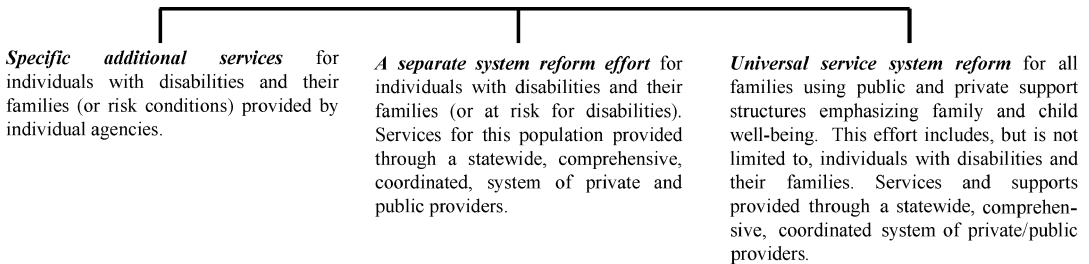 Specific additional services for
individuals with disabilities and their
families (or risk conditions) provided by
individual agencies.
A separate system reform effort for
individuals with disabilities and their
families (or at risk for disabilities).
Services for this population provided
through a statewide, comprehensive,
coordinated, system of private and
public providers.
Universal service system reform for all
families using public and private support
structures emphasizing family and child
well-being. This effort includes, but is not
limited to, individuals with disabilities and
their families. Services and supports
provided through a statewide, comprehen-
sive, coordinated system of private/public
providers.